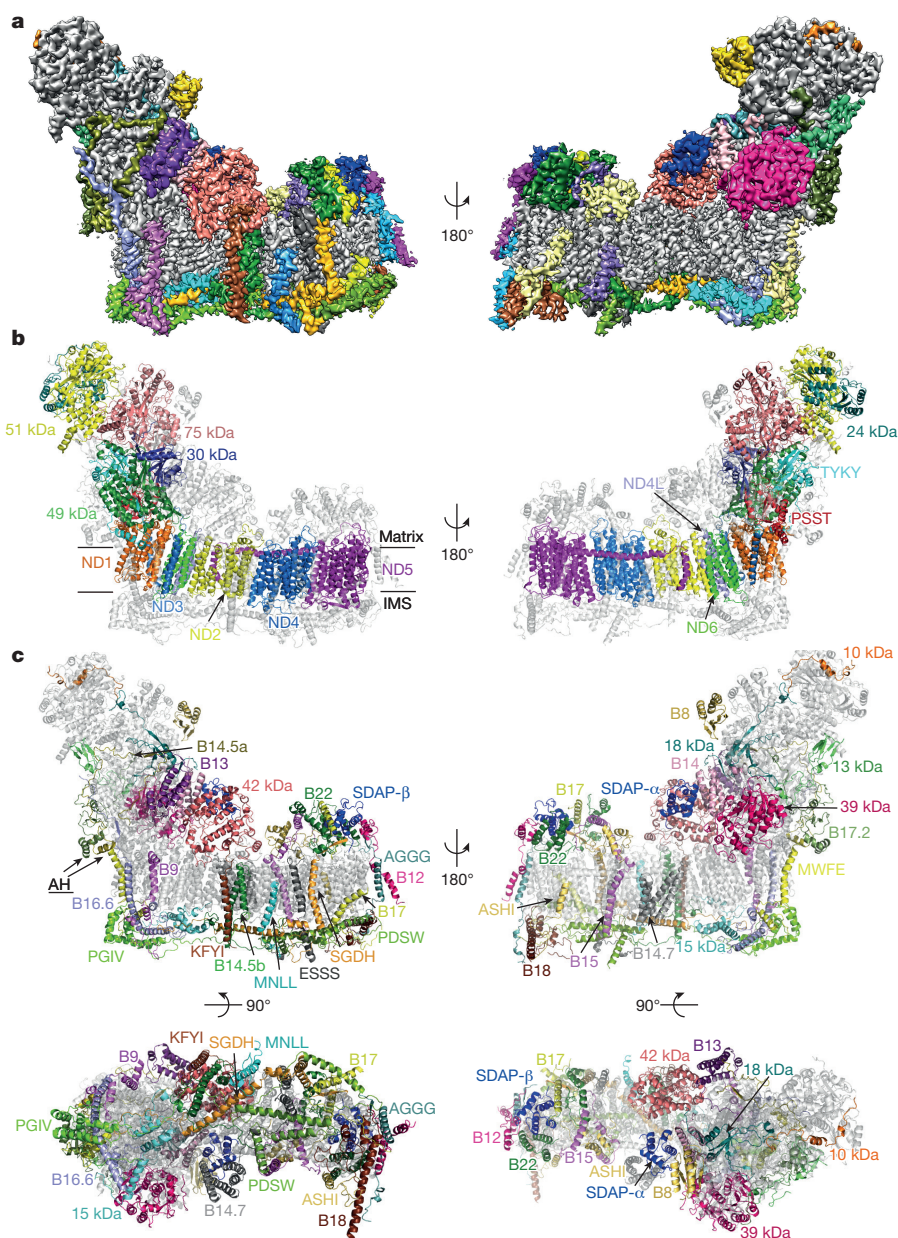 a
180°
b
51 kDa
75 kDa
30 kDa
49 kDa
ND1
ND3
ND2
ND4
Matrix
ND5
IMS
180°
24 kDa
ND4L
TYKY
PSST
ND6
c
B14.5a
B13
42 kDa
B22
SDAP-β
AH
B9
B16.6
PGIV
KFYI
B14.5b
MNLL
ESSS
SGDH
AGGG
B12
B17
PDSW
180°
10 kDa
B8
18 kDa
B14
13 kDa
B17
SDAP-α
39 kDa
B22
B17.2
MWFE
ASHI
B18
B15
B14.7
15 kDa
90°
90°
KFYI
SGDH
MNLL
B9
B17
PGIV
AGGG
B16.6
15 kDa
B14.7
PDSW
ASHI
B18
B13
42 kDa
18 kDa
B17
SDAP-β
B12
B22
B15
ASHI
SDAP-α
B8
10 kDa
39 kDa